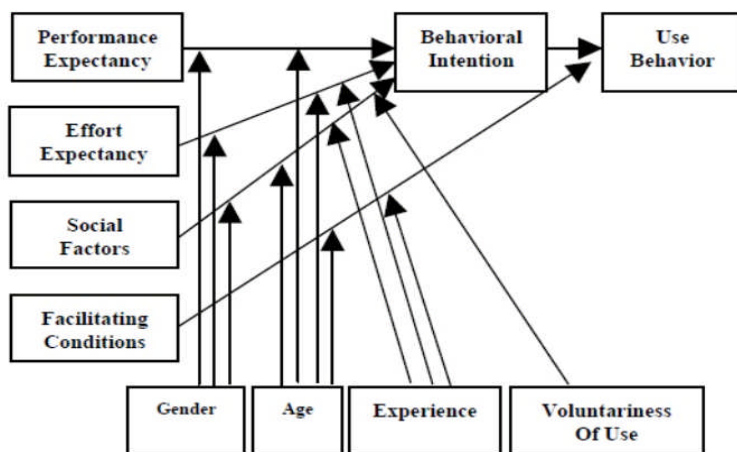 Performance
Expectancy
Behavioral
Intention
Use
Behavior
Effort
Expectancy
Social
Factors
Facilitating
Conditions
Gender
Age
Experience
Voluntariness
Of Use